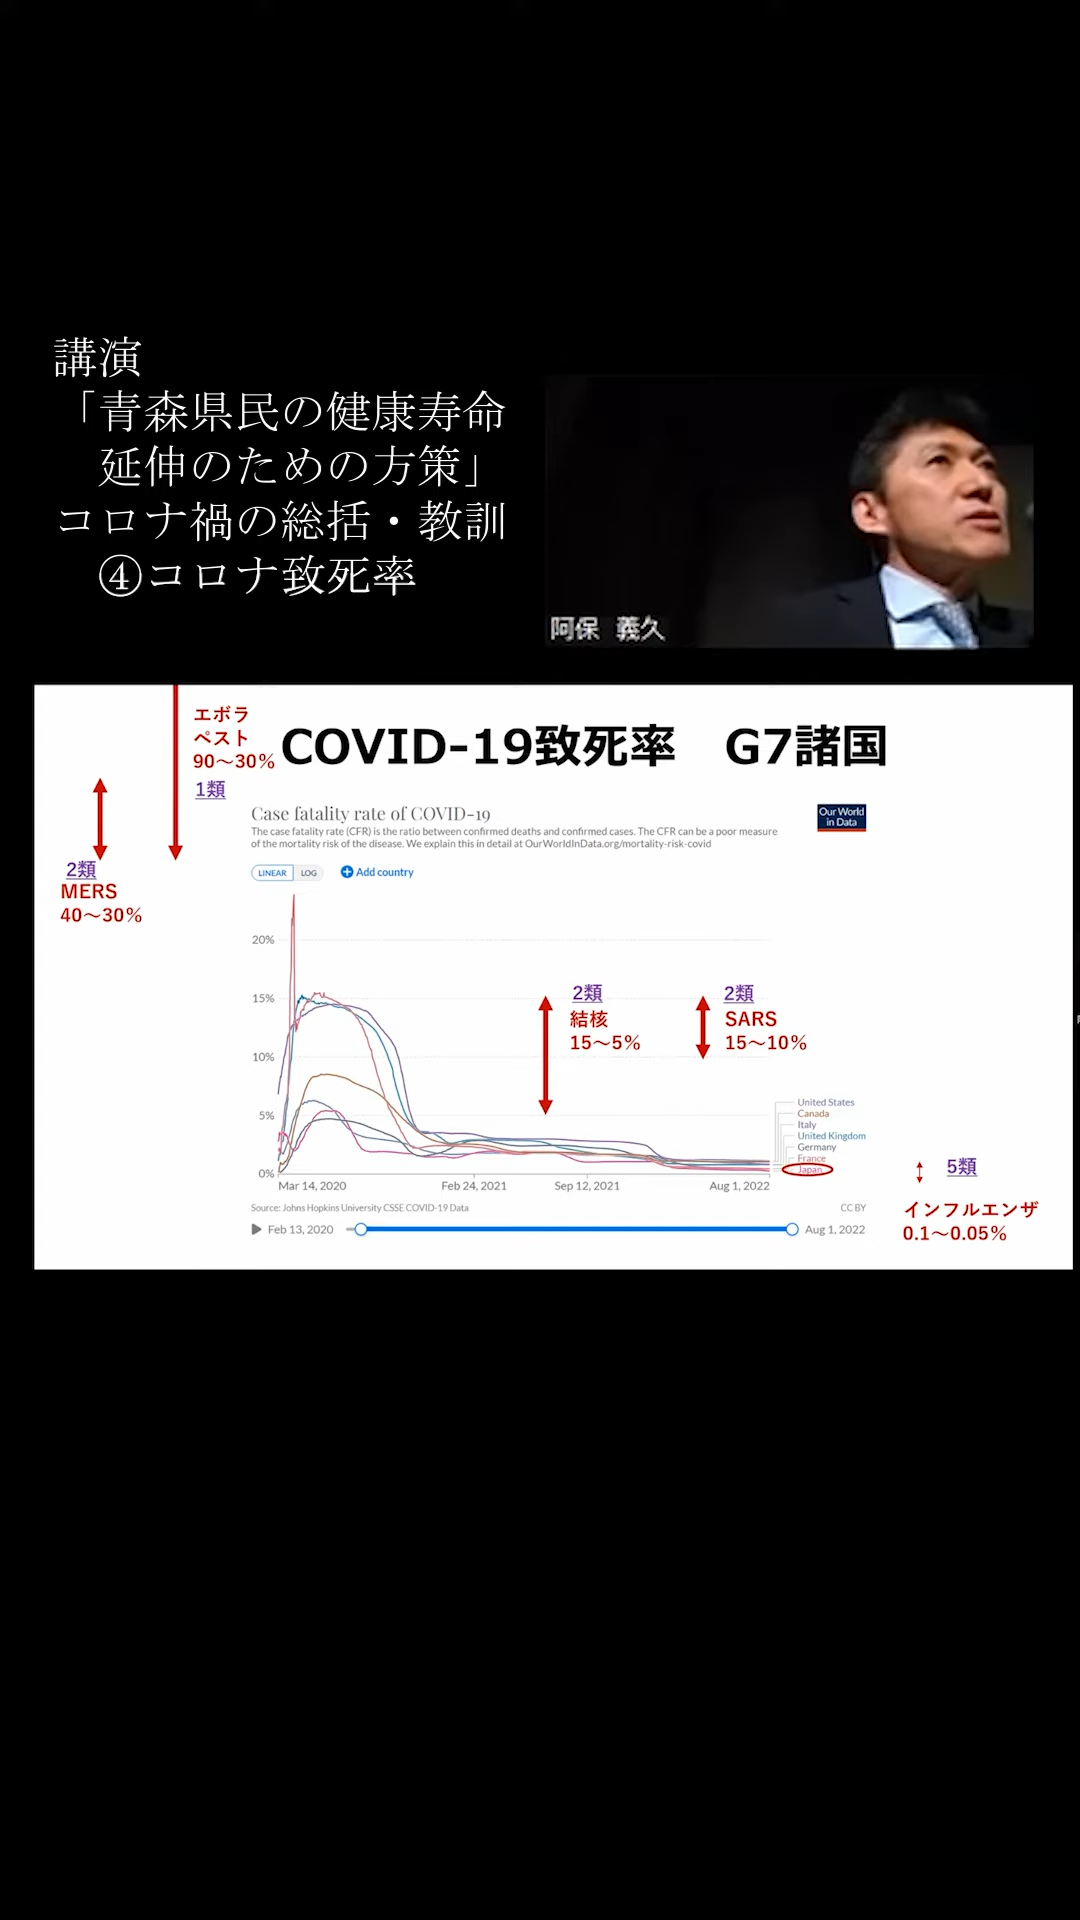 講演
「青森県民の健康寿命
延伸のための方策」
コロナ禍の総括・教訓
④コロナ致死率
阿保 義久
エボラ
ペスト
90～30%
1類
COVID-19致死率 G7諸国
2類
MERS
40～30%
Case fatality rate of COVID-19
The case fatality rate (CFR) is the ratio between confirmed deaths and confirmed cases. The CFR can be a poor measure
of the mortality risk of the disease. We explain this in detail at OurWorldInData.org/mortality-risk-covid
Our World
in Data
LINEAR LOG Add country
20%
15%
10%
5%
0%
2類
結核
15～5%
2類
SARS
15～10%
United States
Canada
Italy
United Kingdom
Germany
France
Japan
Mar 14, 2020 Feb 24, 2021 Sep 12, 2021 Aug 1, 2022
Source: Johns Hopkins University CSSE COVID-19 Data CC BY
Feb 13, 2020 Aug 1, 2022
5類
インフルエンザ
0.1～0.05%